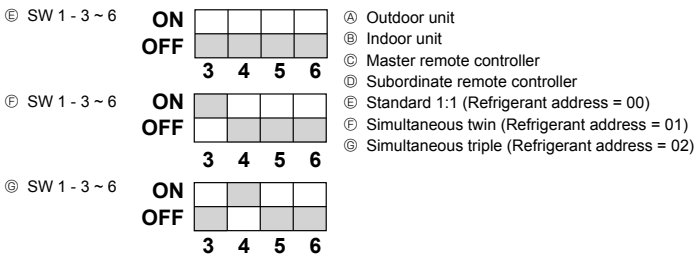 Ⓔ SW 1 - 3 ~ 6
ON
OFF
3 4 5 6
Ⓕ SW 1 - 3 ~ 6
ON
OFF
3 4 5 6
Ⓖ SW 1 - 3 ~ 6
ON
OFF
3 4 5 6
Ⓐ Outdoor unit
Ⓑ Indoor unit
Ⓒ Master remote controller
Ⓓ Subordinate remote controller
Ⓔ Standard 1:1 (Refrigerant address = 00)
Ⓕ Simultaneous twin (Refrigerant address = 01)
Ⓖ Simultaneous triple (Refrigerant address = 02)